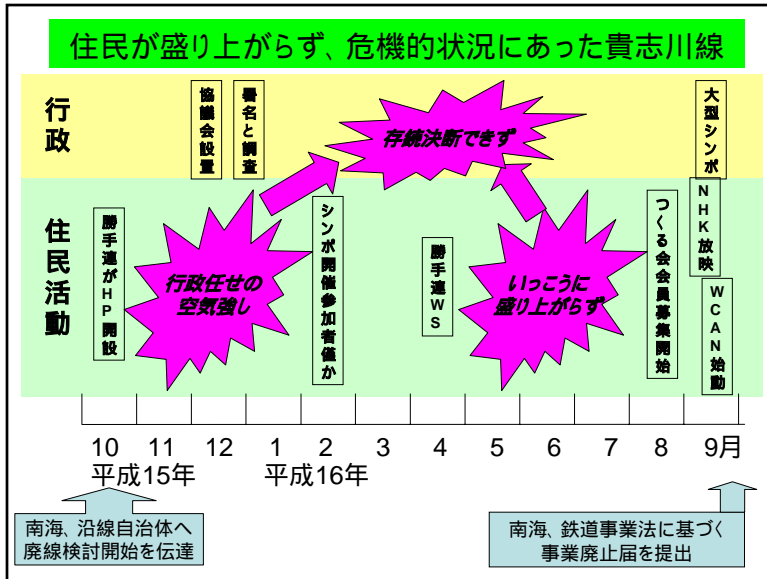 住民が盛り上がらず、危機的状況にあった貴志川線
行政
協議会設置
署名と調査
存続決断できず
大型シンポ
住民活動
勝手連がHP開設
行政任せの
空気強し
シンポ開催参加者僅か
勝手連WS
いっこうに
盛り上がらず
つくる会会員募集開始
NHK放映
WCAN始動
10 11 12 1 2 3 4 5 6 7 8 9月
平成15年 平成16年
南海、沿線自治体へ
廃線検討開始を伝達
南海、鉄道事業法に基づく
事業廃止届を提出